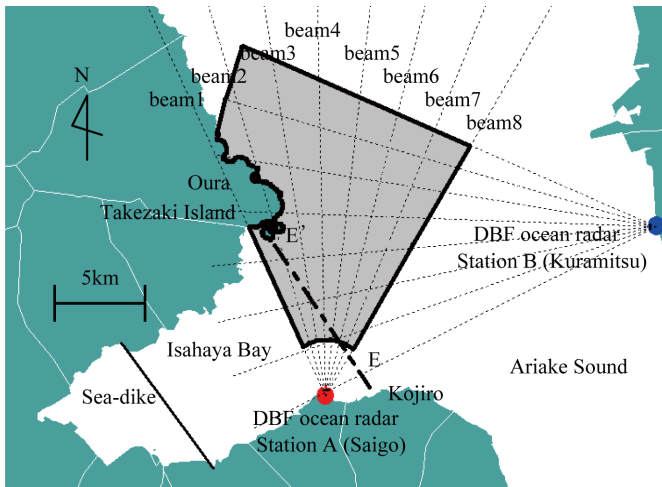 beam4
beam3
beam5
beam2
beam6
beam1
beam7
beam8
N
Oura
Takezaki Island
E'
DBF ocean radar
Station B (Kuramitsu)
5km
Isahaya Bay
E
Ariake Sound
Sea-dike
Kojiro
DBF ocean radar
Station A (Saigo)